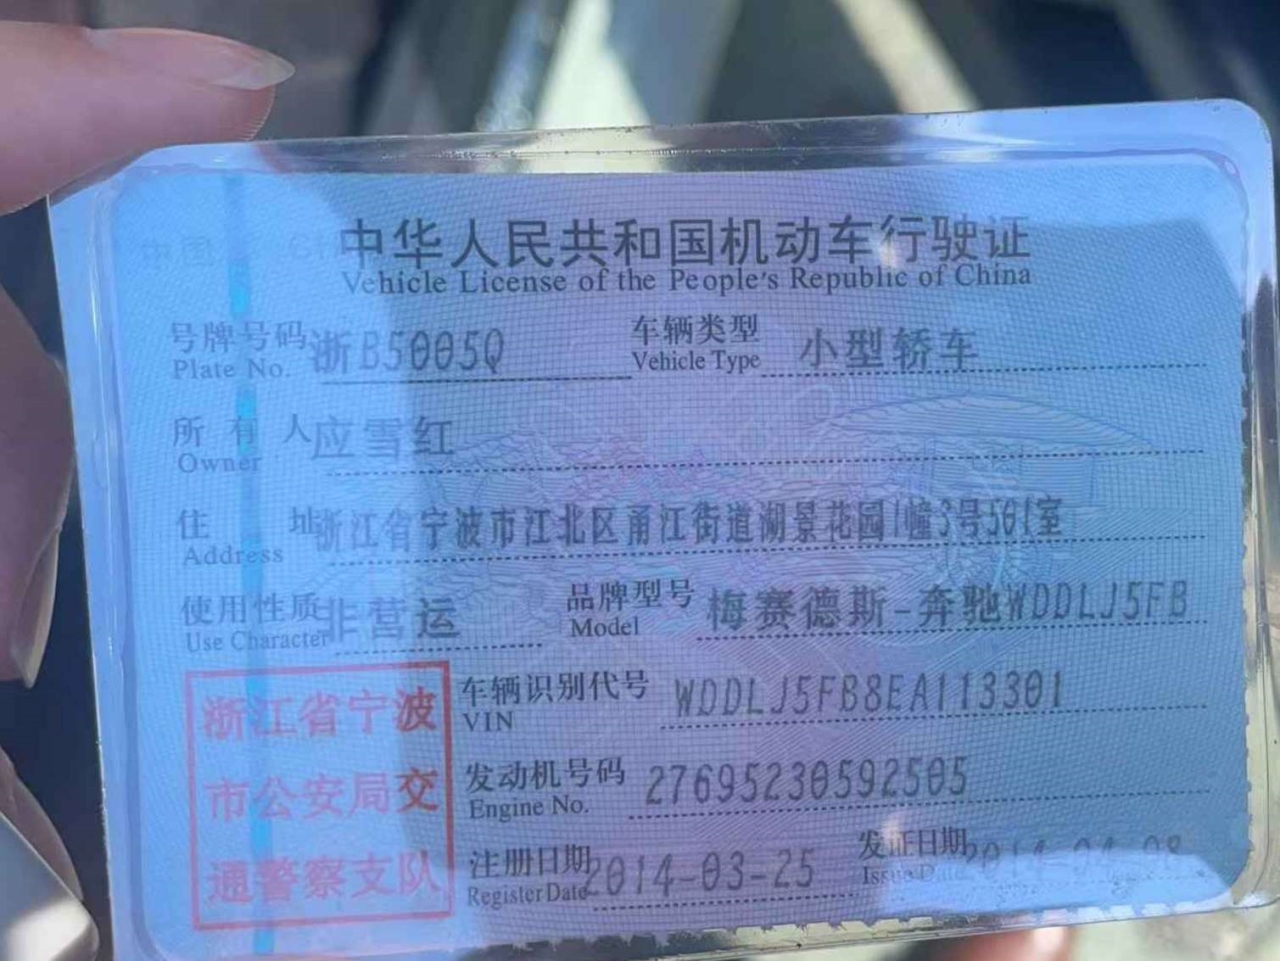 中华人民共和国机动车行驶证
Vehicle License of the People's Republic of China
号牌号码 浙B5005Q 车辆类型 小型轿车
Plate No. Vehicle Type
所有人 应雪红
Owner
住址 浙江省宁波市江北区甬江街道湖景花园1幢3号501室
Address
使用性质 非营运 品牌型号 梅赛德斯-奔驰WDDLJ5FB
Use Character Model
浙江省宁波
市公安局交
通警察支队
车辆识别代号 WDDLJ5FB8EA113301
VIN
发动机号码 27695230592505
Engine No.
注册日期 2014-03-25 发证日期 2014-04-08
Register Date Issue Date